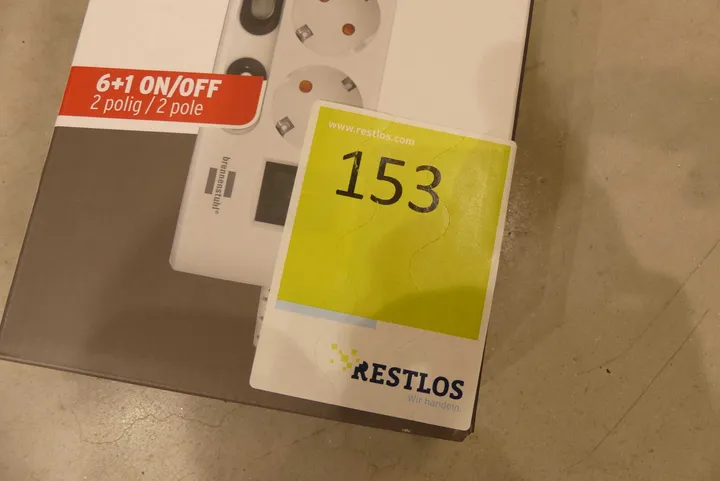 6+1 ON/OFF
2 polig / 2 pole
brennenstuhl®
www.restlos.com
153
RESTLOS
Wir handeln.